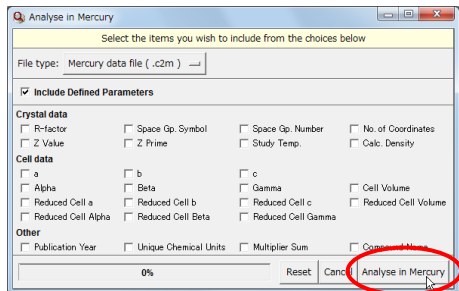 Analyse in Mercury
Select the items you wish to include from the choices below
File type: Mercury data file ( .c2m )
Include Defined Parameters
Crystal data
R-factor Space Gp. Symbol Space Gp. Number No. of Coordinates
Z Value Z Prime Study Temp. Calc. Density
Cell data
a b c
Alpha Beta Gamma Cell Volume
Reduced Cell a Reduced Cell b Reduced Cell c Reduced Cell Volume
Reduced Cell Alpha Reduced Cell Beta Reduced Cell Gamma
Other
Publication Year Unique Chemical Units Multiplier Sum Compound Name
0% Reset Cancel Analyse in Mercury